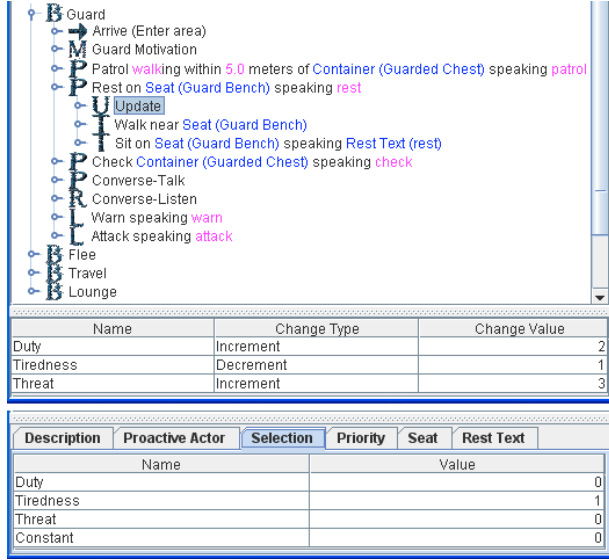 B Guard
Arrive (Enter area)
M Guard Motivation
P Patrol walking within 5.0 meters of Container (Guarded Chest) speaking patrol
P Rest on Seat (Guard Bench) speaking rest
U Update
T Walk near Seat (Guard Bench)
T Sit on Seat (Guard Bench) speaking Rest Text (rest)
P Check Container (Guarded Chest) speaking check
P Converse-Talk
R Converse-Listen
L Warn speaking warn
L Attack speaking attack
B Flee
B Travel
B Lounge
Name Change Type Change Value
Duty Increment 2
Tiredness Decrement 1
Threat Increment 3
Description Proactive Actor Selection Priority Seat Rest Text
Name Value
Duty 0
Tiredness 1
Threat 0
Constant 0